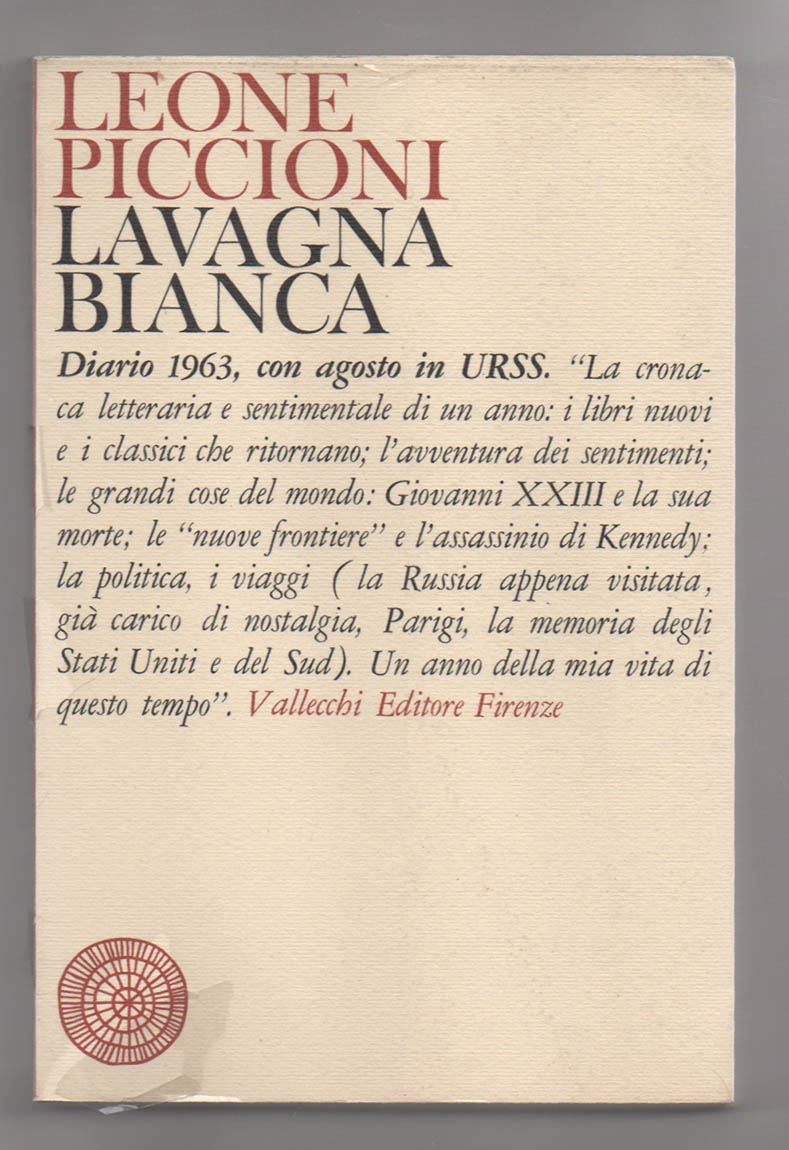 LEONE
PICCIONI
LAVAGNA
BIANCA
Diario 1963, con agosto in URSS. “La crona-
ca letteraria e sentimentale di un anno: i libri nuovi
e i classici che ritornano; l’avventura dei sentimenti;
le grandi cose del mondo: Giovanni XXIII e la sua
morte; le “nuove frontiere” e l’assassinio di Kennedy;
la politica, i viaggi ( la Russia appena visitata,
già carico di nostalgia, Parigi, la memoria degli
Stati Uniti e del Sud). Un anno della mia vita di
questo tempo”. Vallecchi Editore Firenze